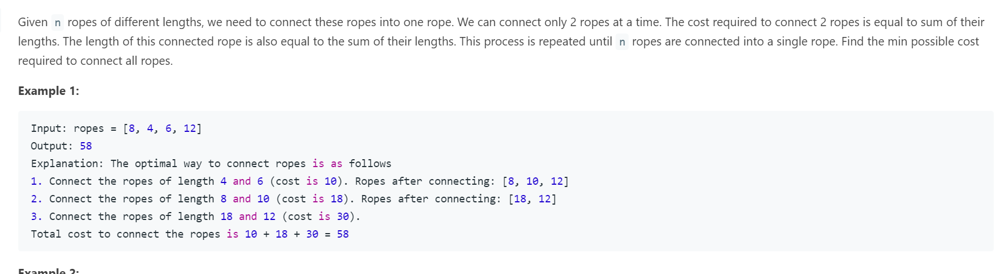 Given n ropes of different lengths, we need to connect these ropes into one rope. We can connect only 2 ropes at a time. The cost required to connect 2 ropes is equal to sum of their
lengths. The length of this connected rope is also equal to the sum of their lengths. This process is repeated until n ropes are connected into a single rope. Find the min possible cost
required to connect all ropes.
Example 1:
Input: ropes = [8, 4, 6, 12]
Output: 58
Explanation: The optimal way to connect ropes is as follows
1. Connect the ropes of length 4 and 6 (cost is 10). Ropes after connecting: [8, 10, 12]
2. Connect the ropes of length 8 and 10 (cost is 18). Ropes after connecting: [18, 12]
3. Connect the ropes of length 18 and 12 (cost is 30).
Total cost to connect the ropes is 10 + 18 + 30 = 58
Example 2: